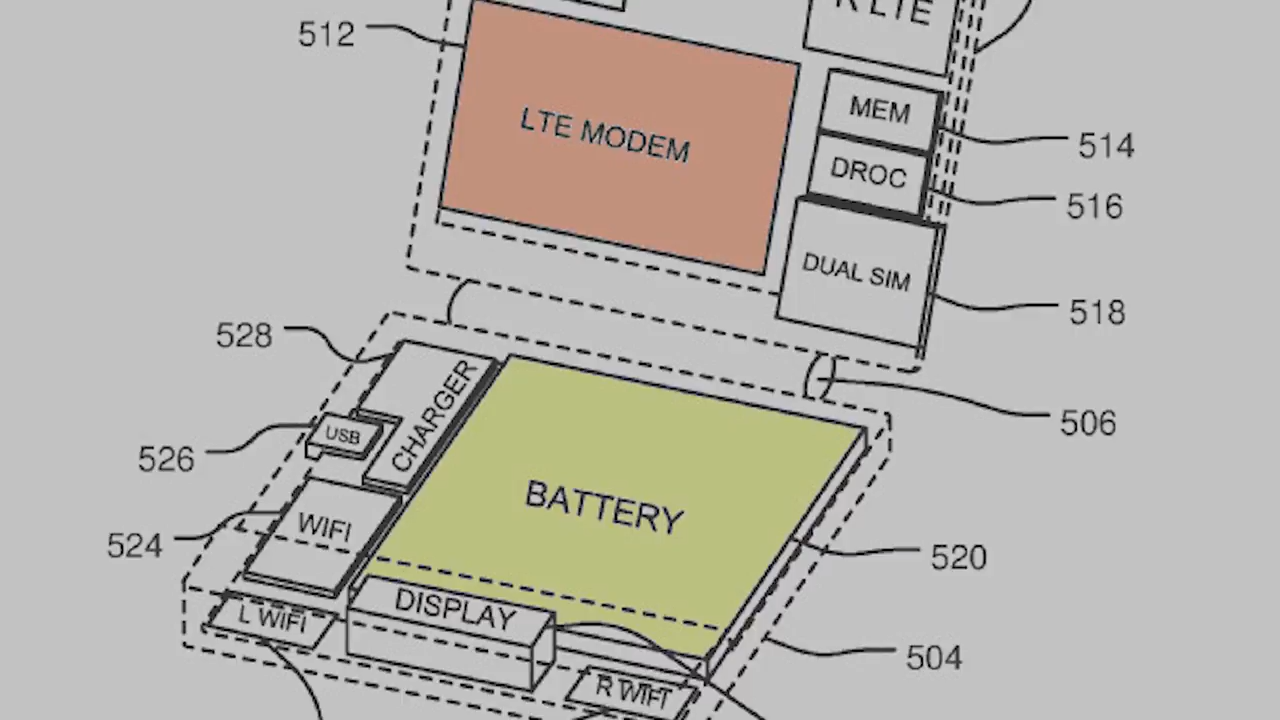 R LTE
512
LTE MODEM
MEM
514
DROC
516
DUAL SIM
518
528
CHARGER
506
USB
526
BATTERY
WIFI
524
520
DISPLAY
L WIFI
504
R WIFI